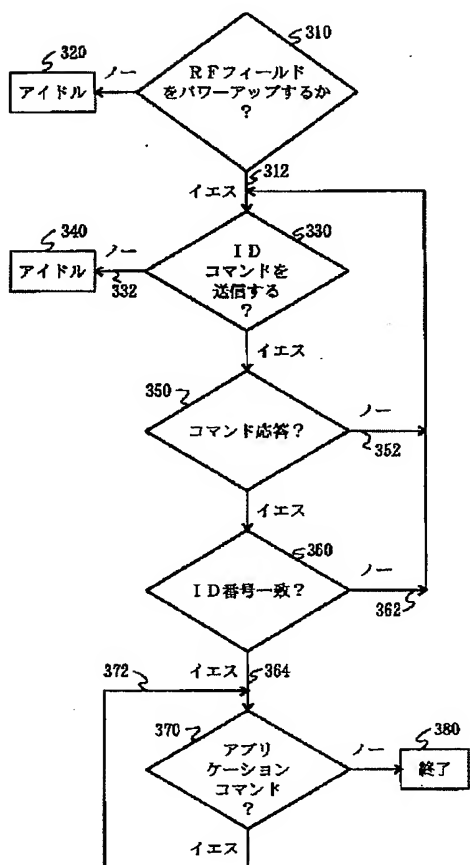 310
320
ノー
アイドル
RFフィールド
をパワーアップするか
?
312
イエス
340
ノー
アイドル
332
330
ID
コマンドを
送信する
?
イエス
350
コマンド応答?
ノー
352
イエス
360
ID番号一致?
ノー
362
372
イエス
364
370
アプリ
ケーション
コマンド
?
ノー
380
終了
イエス